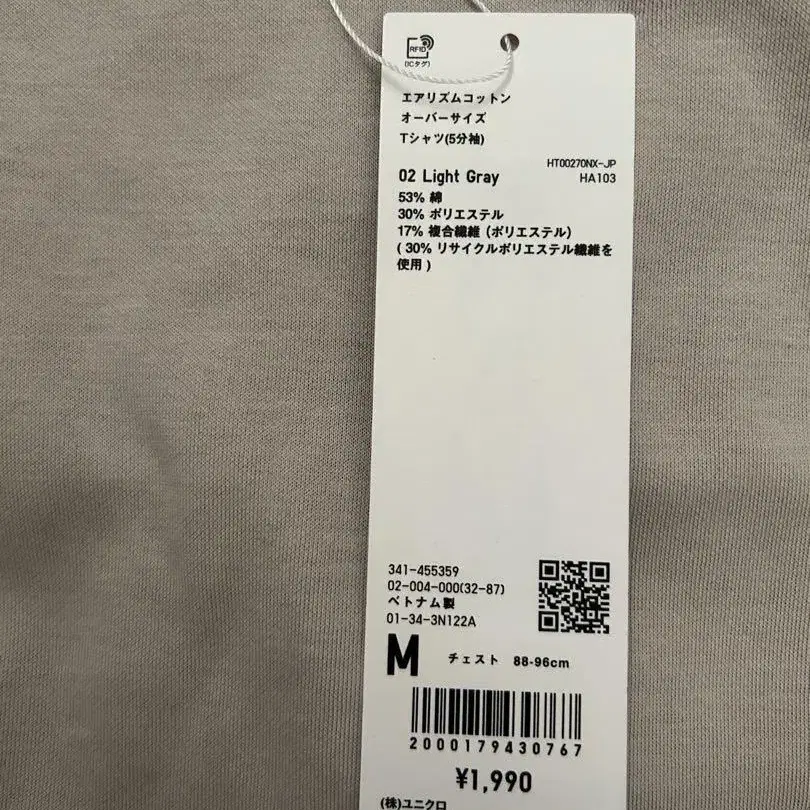 RFID
(ICタグ)
エアリズムコットン
オーバーサイズ
Tシャツ(5分袖)
HT00270NX-JP
02 Light Gray
HA103
53% 綿
30% ポリエステル
17% 複合繊維 (ポリエステル)
( 30% リサイクルポリエステル繊維を
使用 )
341-455359
02-004-000(32-87)
ベトナム製
01-34-3N122A
M チェスト 88-96cm
2000179430767
¥1,990
(株)ユニクロ